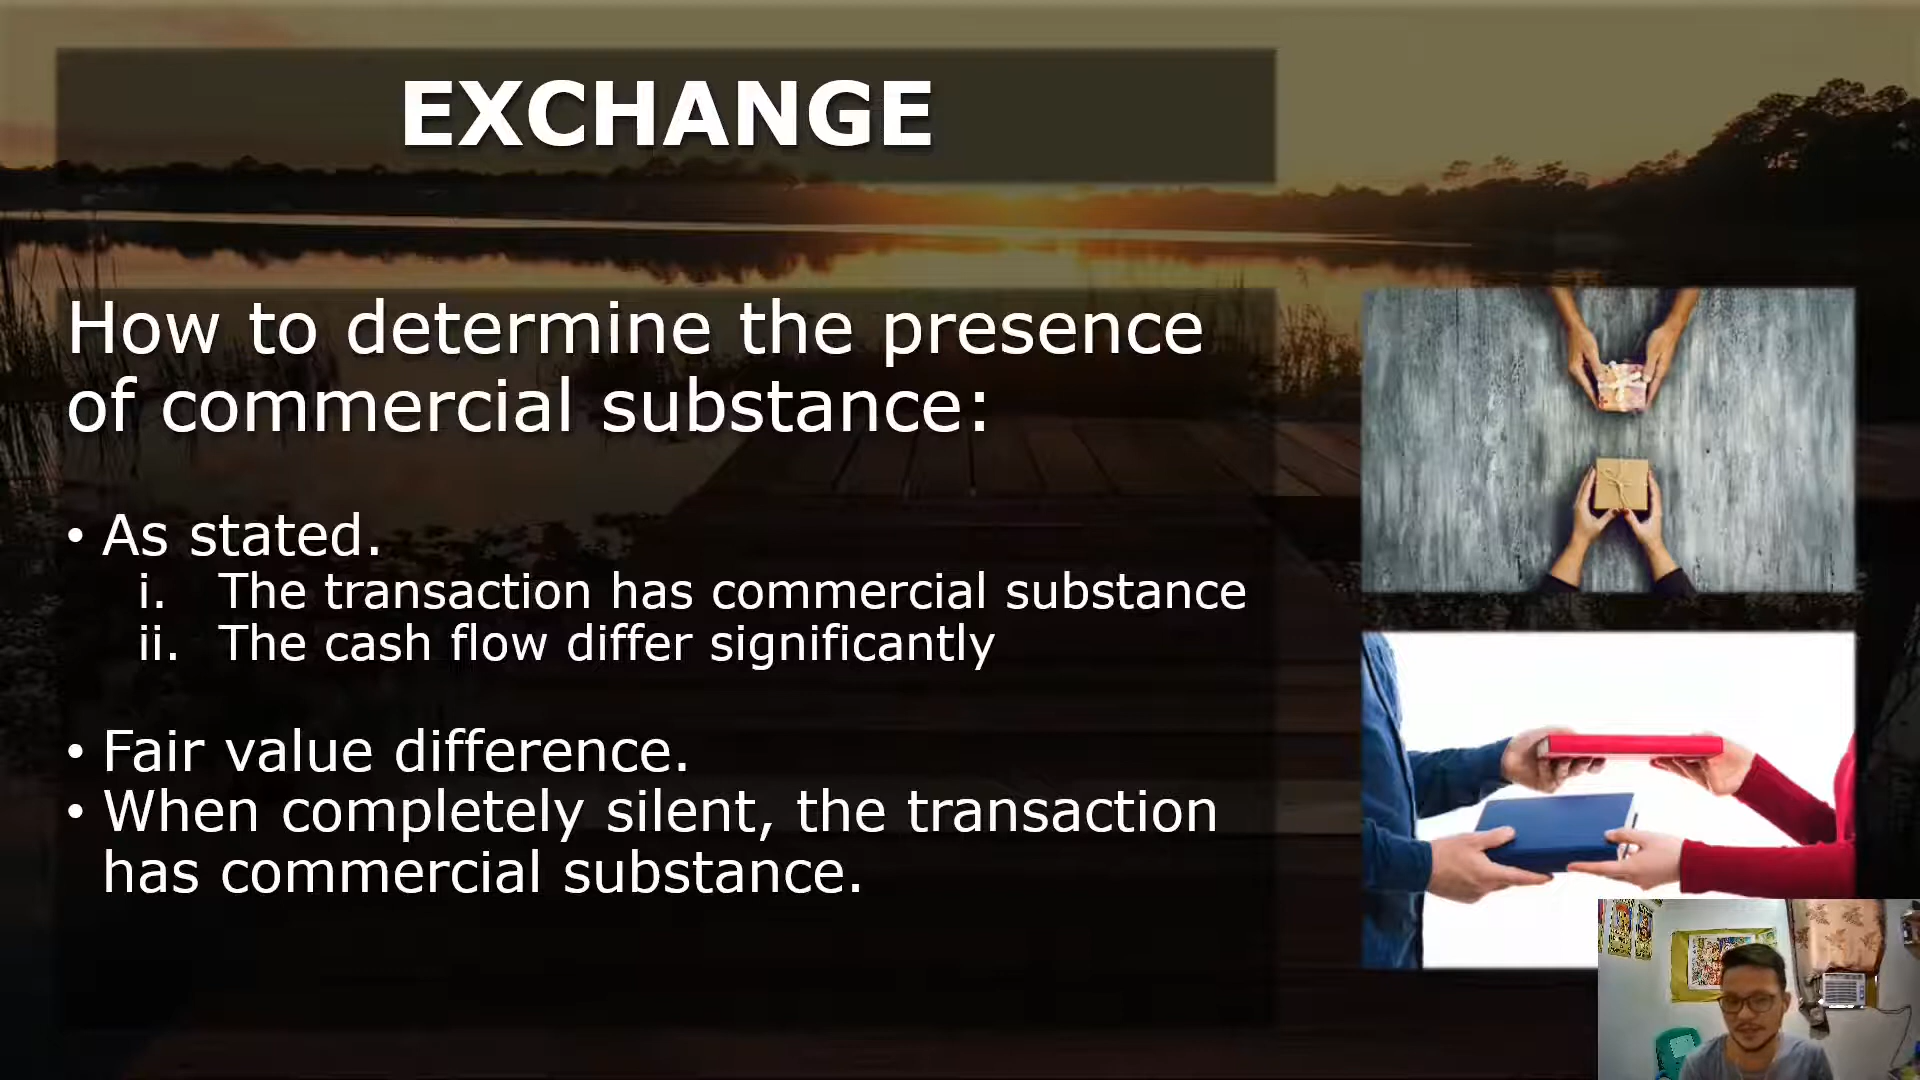 EXCHANGE
How to determine the presence
of commercial substance:
• As stated.
i. The transaction has commercial substance
ii. The cash flow differ significantly
• Fair value difference.
• When completely silent, the transaction
has commercial substance.